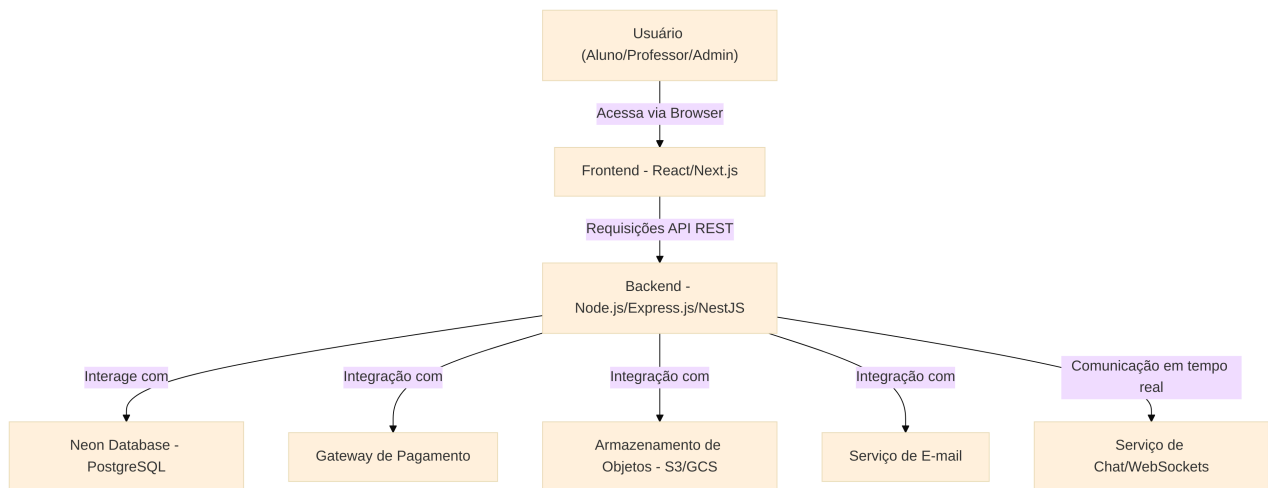 Usuário
(Aluno/Professor/Admin)
Acessa via Browser
Frontend - React/Next.js
Requisições API REST
Backend -
Node.js/Express.js/NestJS
Interage com
Integração com
Integração com
Integração com
Comunicação em tempo
real
Neon Database -
PostgreSQL
Gateway de Pagamento
Armazenamento de
Objetos - S3/GCS
Serviço de E-mail
Serviço de
Chat/WebSockets